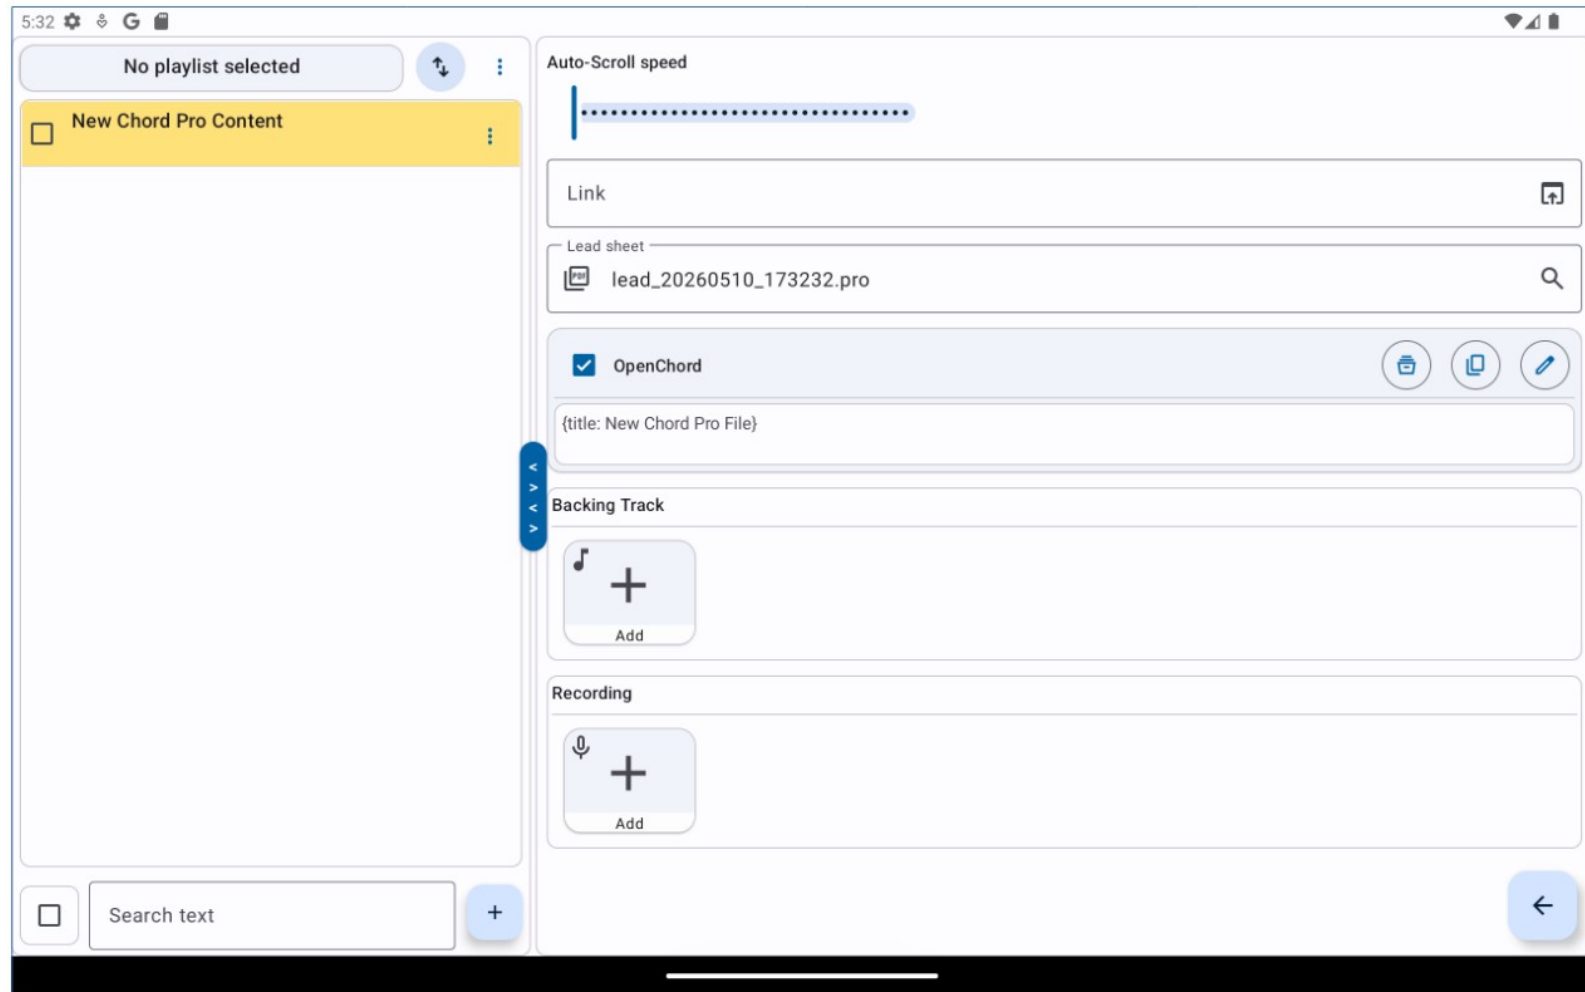 5:32
No playlist selected
New Chord Pro Content
Search text
+
Auto-Scroll speed
Link
Lead sheet
PDF
lead_20260510_173232.pro
OpenChord
{title: New Chord Pro File}
<
>
<
>
Backing Track
Add
Recording
Add